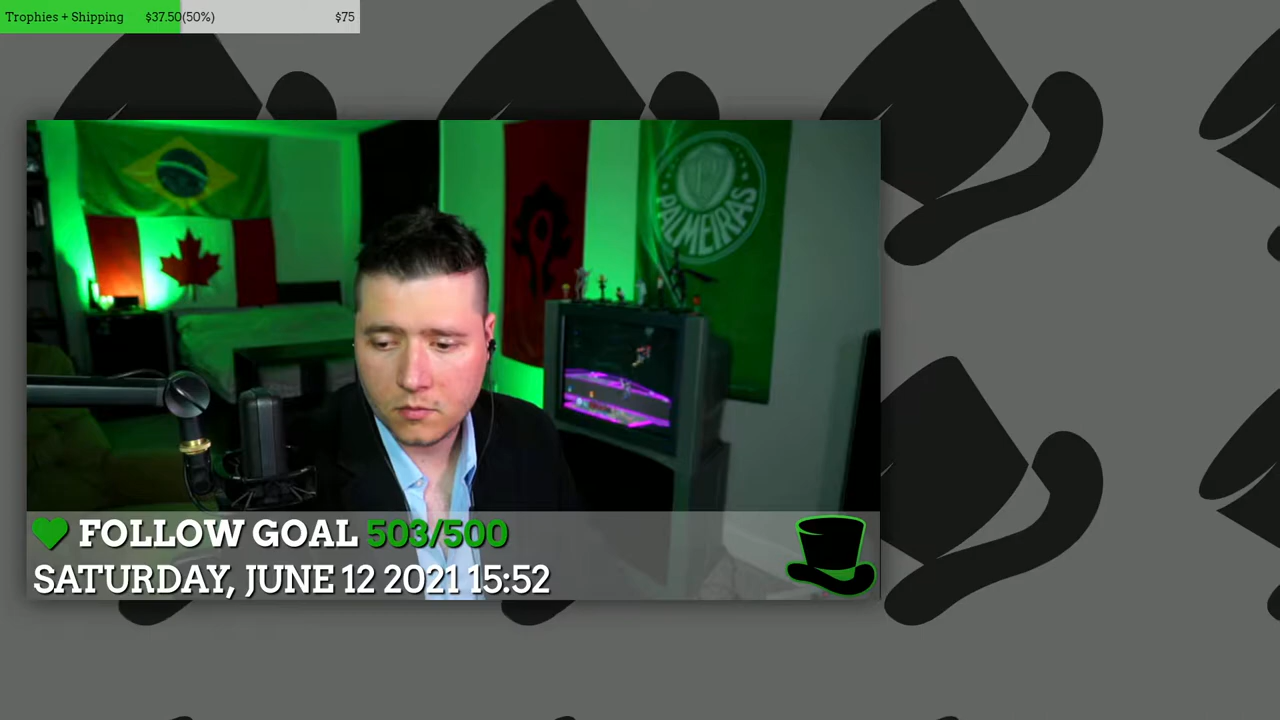 Trophies + Shipping $37.50(50%) $75
PALMEIRAS
FOLLOW GOAL 503/500
SATURDAY, JUNE 12 2021 15:52